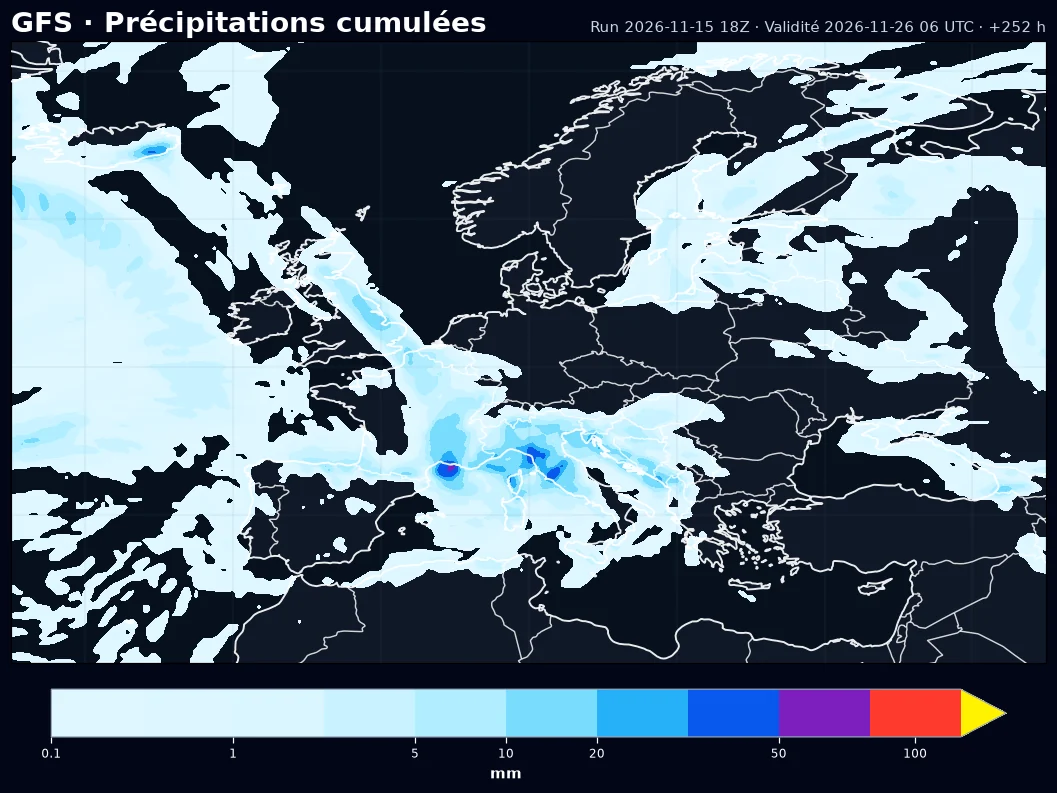 GFS · Précipitations cumulées
Run 2026-11-15 18Z · Validité 2026-11-26 06 UTC · +252 h
0.1 1 5 10 20 50 100
mm